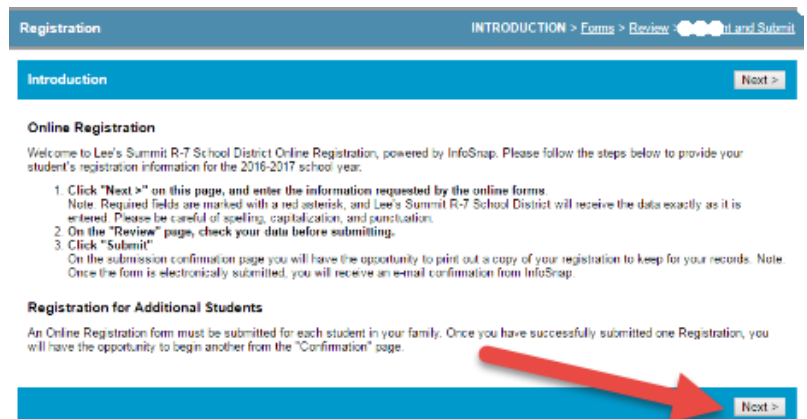 Registration
INTRODUCTION > Forms > Review > nt and Submit
Introduction
Next >
Online Registration
Welcome to Lee's Summit R-7 School District Online Registration, powered by InfoSnap. Please follow the steps below to provide your
student's registration information for the 2016-2017 school year.
1. Click "Next >" on this page, and enter the information requested by the online forms.
Note: Required fields are marked with a red asterisk, and Lee's Summit R-7 School District will receive the data exactly as it is
entered. Please be careful of spelling, capitalization, and punctuation.
2. On the "Review" page, check your data before submitting.
3. Click "Submit"
On the submission confirmation page you will have the opportunity to print out a copy of your registration to keep for your records. Note:
Once the form is electronically submitted, you will receive an e-mail confirmation from InfoSnap.
Registration for Additional Students
An Online Registration form must be submitted for each student in your family. Once you have successfully submitted one Registration, you
will have the opportunity to begin another from the "Confirmation" page.
Next >